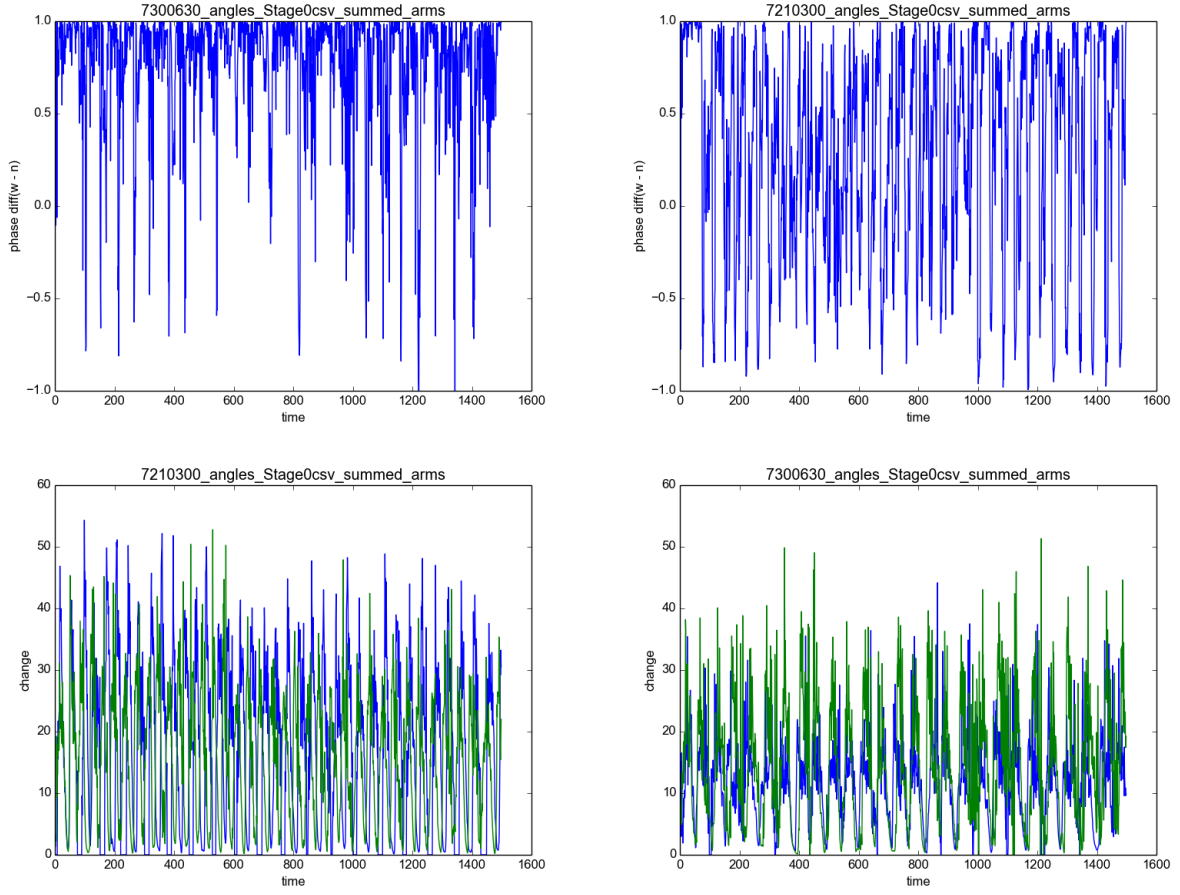 7300630_angles_Stage0csv_summed_arms
1.0
0.5
0.0
−0.5
−1.0
phase diff(w - n)
0 200 400 600 800 1000 1200 1400 1600
time
7210300_angles_Stage0csv_summed_arms
1.0
0.5
0.0
−0.5
−1.0
phase diff(w - n)
0 200 400 600 800 1000 1200 1400 1600
time
7210300_angles_Stage0csv_summed_arms
60
50
40
30
20
10
0
change
0 200 400 600 800 1000 1200 1400 1600
time
7300630_angles_Stage0csv_summed_arms
60
50
40
30
20
10
0
change
0 200 400 600 800 1000 1200 1400 1600
time